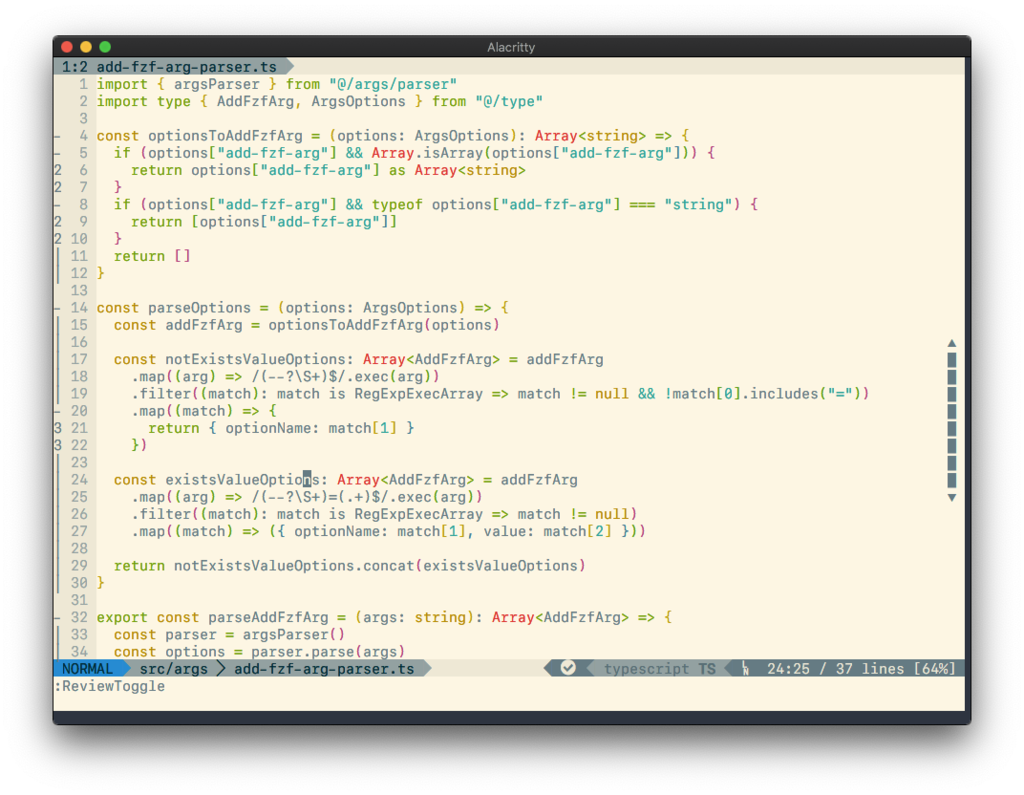 Alacritty
1:2 add-fzf-arg-parser.ts
1 import { argsParser } from "@/args/parser"
2 import type { AddFzfArg, ArgsOptions } from "@/type"
3
- 4 const optionsToAddFzfArg = (options: ArgsOptions): Array<string> => {
- 5 if (options["add-fzf-arg"] && Array.isArray(options["add-fzf-arg"])) {
2 6 return options["add-fzf-arg"] as Array<string>
2 7 }
- 8 if (options["add-fzf-arg"] && typeof options["add-fzf-arg"] === "string") {
2 9 return [options["add-fzf-arg"]]
2 10 }
│ 11 return []
│ 12 }
13
- 14 const parseOptions = (options: ArgsOptions) => {
│ 15 const addFzfArg = optionsToAddFzfArg(options)
│ 16
│ 17 const notExistsValueOptions: Array<AddFzfArg> = addFzfArg
│ 18 .map((arg) => /(--?\S+)$/.exec(arg))
│ 19 .filter((match): match is RegExpExecArray => match != null && !match[0].includes("="))
- 20 .map((match) => {
3 21 return { optionName: match[1] }
3 22 })
│ 23
│ 24 const existsValueOptions: Array<AddFzfArg> = addFzfArg
│ 25 .map((arg) => /(--?\S+)=(.+)$/.exec(arg))
│ 26 .filter((match): match is RegExpExecArray => match != null)
│ 27 .map((match) => ({ optionName: match[1], value: match[2] }))
│ 28
│ 29 return notExistsValueOptions.concat(existsValueOptions)
│ 30 }
31
- 32 export const parseAddFzfArg = (args: string): Array<AddFzfArg> => {
│ 33 const parser = argsParser()
│ 34 const options = parser.parse(args)
NORMAL src/args add-fzf-arg-parser.ts typescript TS 24:25 / 37 lines [64%]
:ReviewToggle